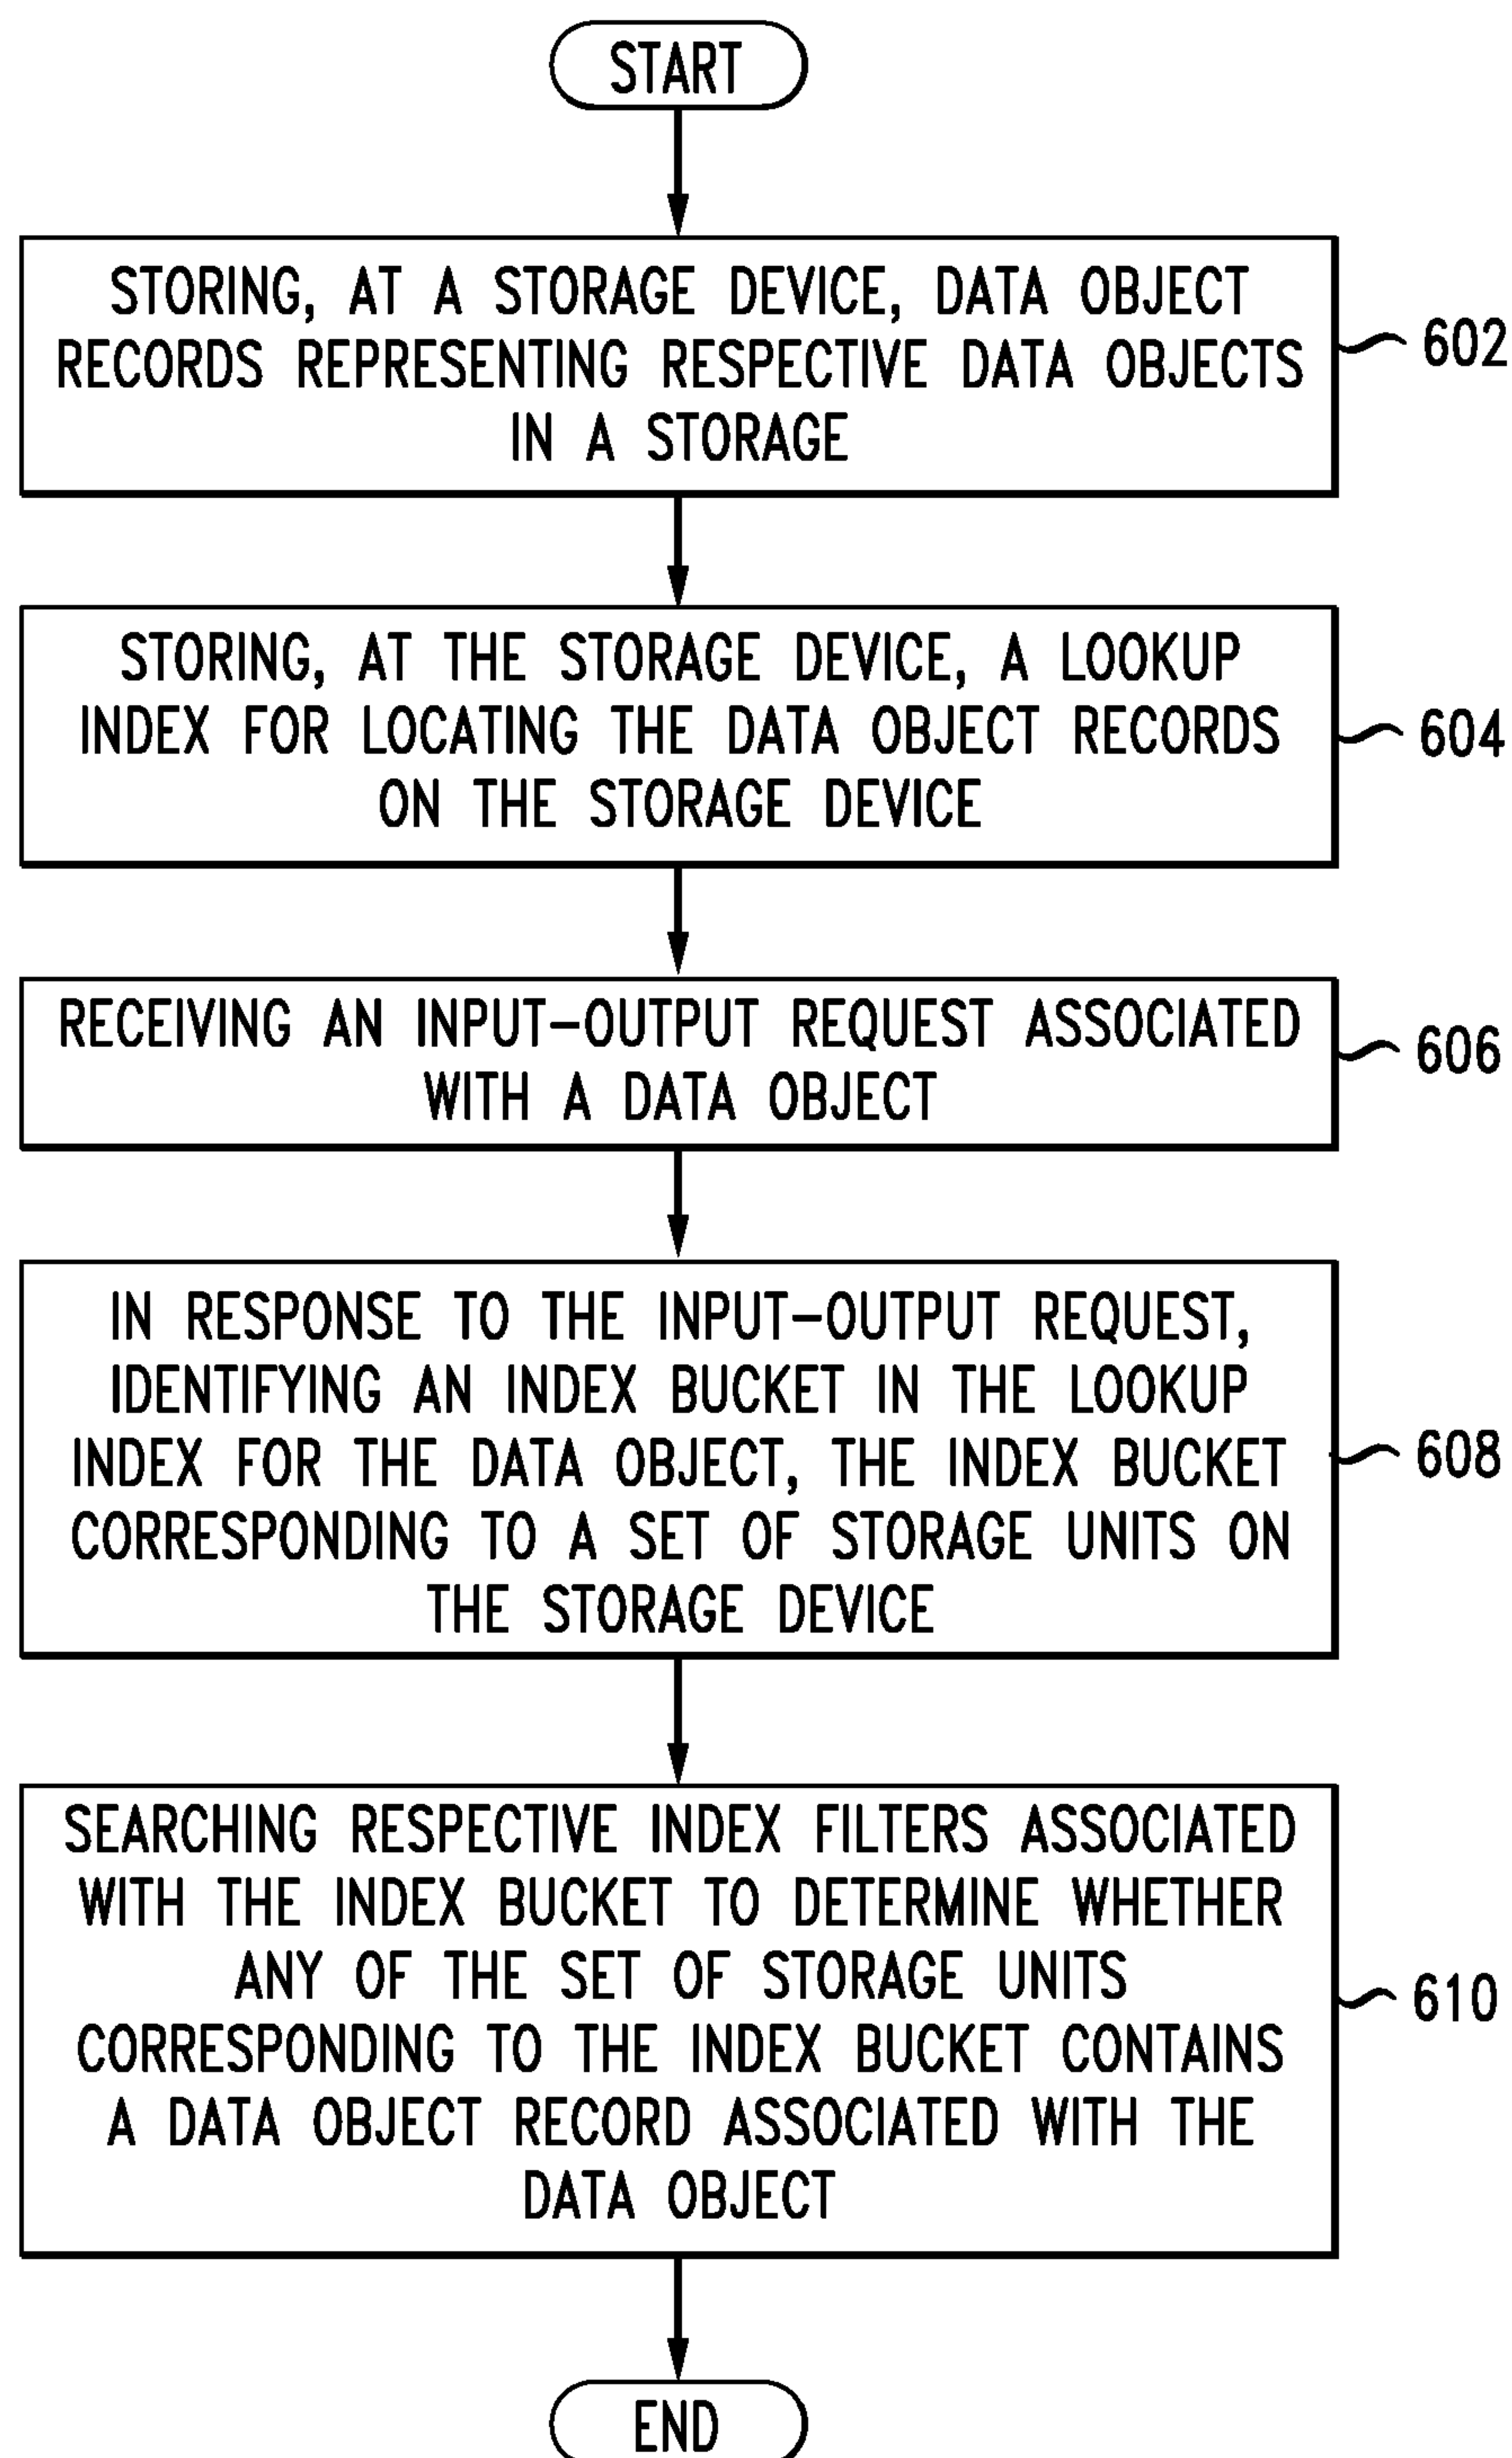 START
STORING, AT A STORAGE DEVICE, DATA OBJECT
RECORDS REPRESENTING RESPECTIVE DATA OBJECTS
IN A STORAGE
602
STORING, AT THE STORAGE DEVICE, A LOOKUP
INDEX FOR LOCATING THE DATA OBJECT RECORDS
ON THE STORAGE DEVICE
604
RECEIVING AN INPUT-OUTPUT REQUEST ASSOCIATED
WITH A DATA OBJECT
606
IN RESPONSE TO THE INPUT-OUTPUT REQUEST,
IDENTIFYING AN INDEX BUCKET IN THE LOOKUP
INDEX FOR THE DATA OBJECT, THE INDEX BUCKET
CORRESPONDING TO A SET OF STORAGE UNITS ON
THE STORAGE DEVICE
608
SEARCHING RESPECTIVE INDEX FILTERS ASSOCIATED
WITH THE INDEX BUCKET TO DETERMINE WHETHER
ANY OF THE SET OF STORAGE UNITS
CORRESPONDING TO THE INDEX BUCKET CONTAINS
A DATA OBJECT RECORD ASSOCIATED WITH THE
DATA OBJECT
610
END